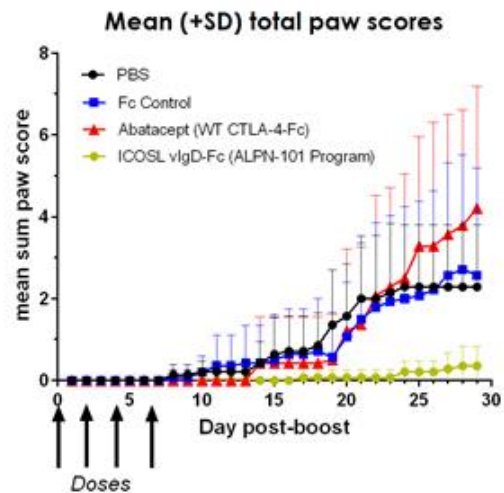 Mean (+SD) total paw scores
8
PBS
Fc Control
Abatacept (WT CTLA-4-Fc)
ICOSL vIgD-Fc (ALPN-101 Program)
6
4
2
0
mean sum paw score
0 5 10 15 20 25 30
Day post-boost
Doses